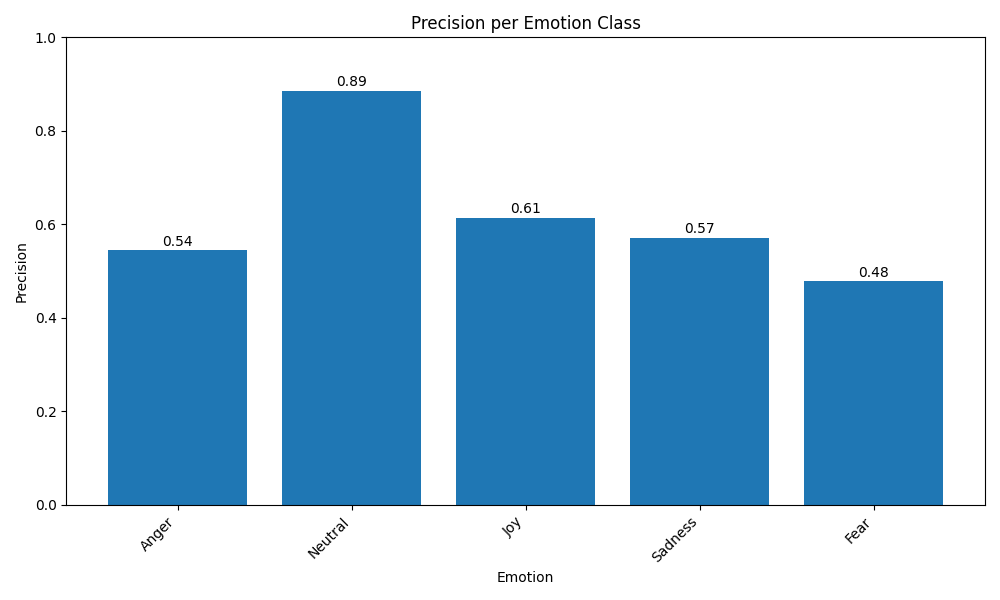 Precision per Emotion Class
1.0
0.8
0.6
0.4
0.2
0.0
Precision
0.54
0.89
0.61
0.57
0.48
Anger
Neutral
Joy
Sadness
Fear
Emotion